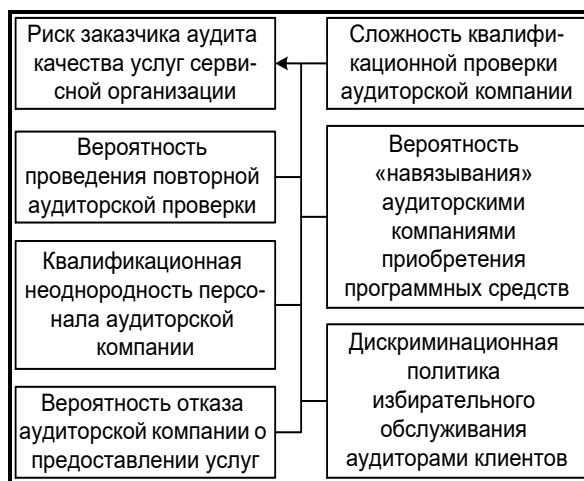 Риск заказчика аудита
качества услуг серви-
сной организации
Вероятность
проведения повторной
аудиторской проверки
Квалификационная
неоднородность персо-
нала аудиторской
компании
Вероятность отказа
аудиторской компании о
предоставлении услуг
Сложность квалифи-
кационной проверки
аудиторской компании
Вероятность
«навязывания»
аудиторскими
компаниями
приобретения
программных средств
Дискриминационная
политика
избирательного
обслуживания
аудиторами клиентов